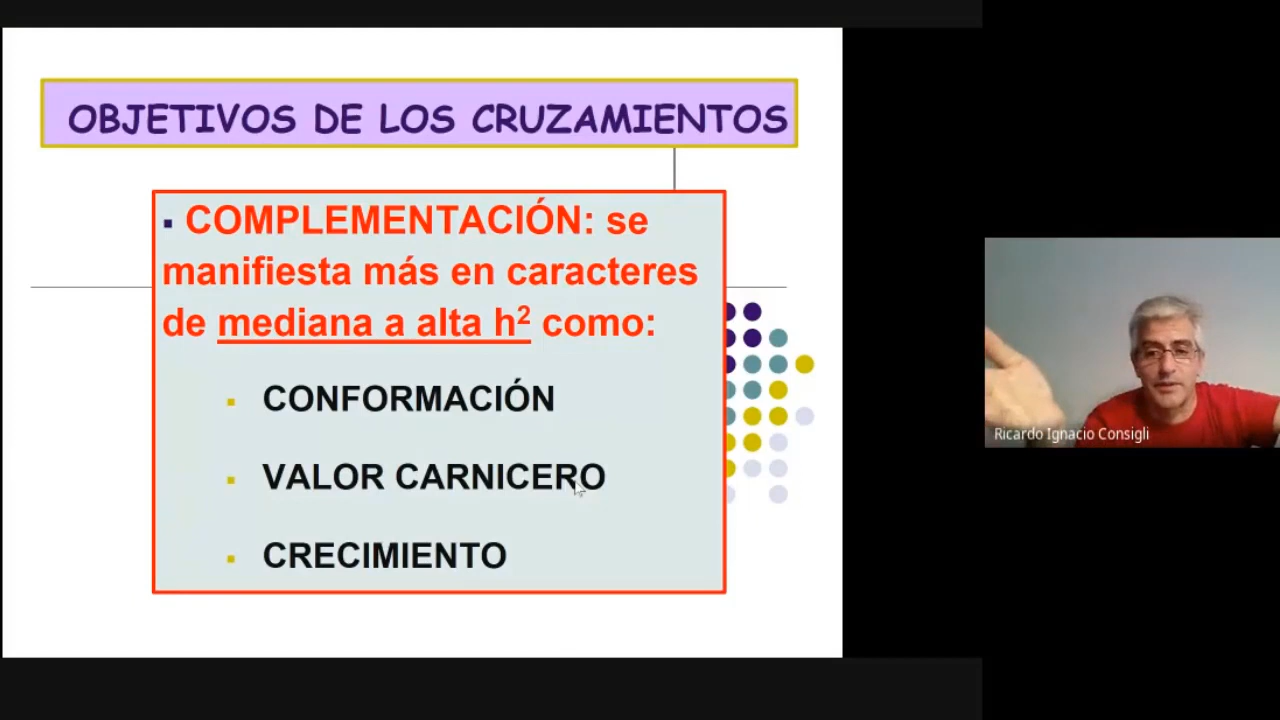 OBJETIVOS DE LOS CRUZAMIENTOS
▪ COMPLEMENTACIÓN: se
manifiesta más en caracteres
de mediana a alta h²  como:
▪ CONFORMACIÓN
▪ VALOR CARNICERO
▪ CRECIMIENTO
Ricardo Ignacio Consigli